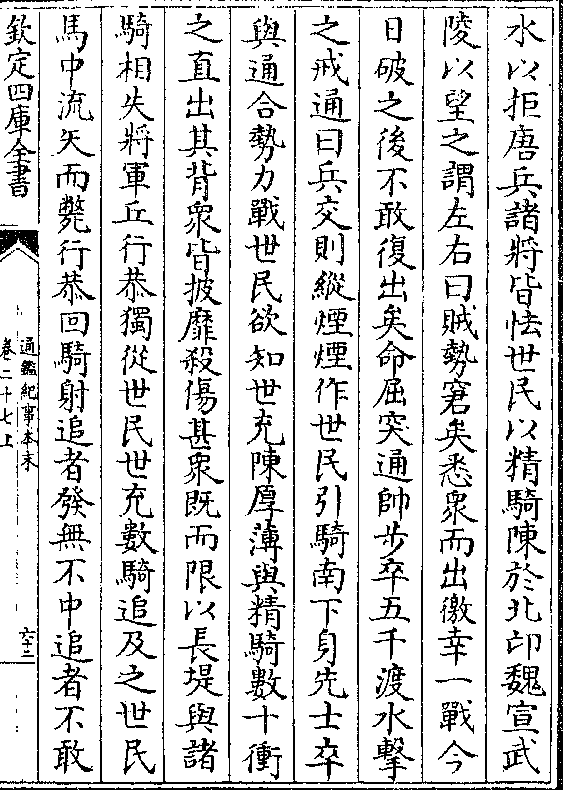 水以拒唐兵諸將皆怯世民以精騎陳於北邙魏宣武
陵以望之謂左右曰賊勢窘矣悉衆而出徼幸一戰今
日破之後不敢復出矣命屈突通帥步卒五千渡水擊
之戒通曰兵交則縱煙煙作世民引騎南下身先士卒
與通合勢力戰世民欲知世充陳厚薄與精騎數十衝
之直出其背衆皆披靡殺傷甚衆既而限以長堤與諸
騎相失將軍丘行恭獨從世民世充數騎追及之世民
馬中流矢而斃行恭回騎射追者發無不中追者不敢
欽定四庫全書
通鑑紀事本末
卷二十七上
六十二